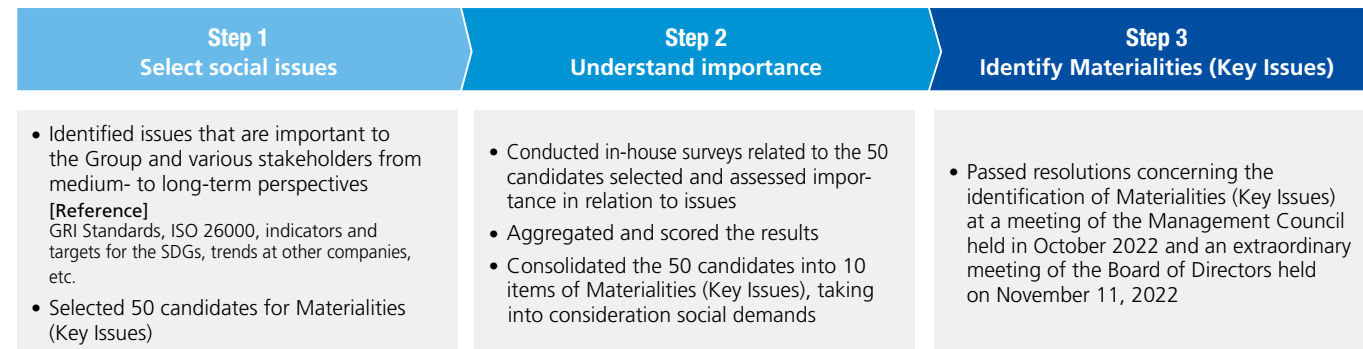 Step 1
Select social issues
• Identified issues that are important to
the Group and various stakeholders from
medium- to long-term perspectives
[Reference]
GRI Standards, ISO 26000, indicators and
targets for the SDGs, trends at other companies,
etc.
• Selected 50 candidates for Materialities
(Key Issues)
Step 2
Understand importance
• Conducted in-house surveys related to the 50
candidates selected and assessed impor-
tance in relation to issues
• Aggregated and scored the results
• Consolidated the 50 candidates into 10
items of Materialities (Key Issues), taking
into consideration social demands
Step 3
Identify Materialities (Key Issues)
• Passed resolutions concerning the
identification of Materialities (Key Issues)
at a meeting of the Management Council
held in October 2022 and an extraordinary
meeting of the Board of Directors held
on November 11, 2022